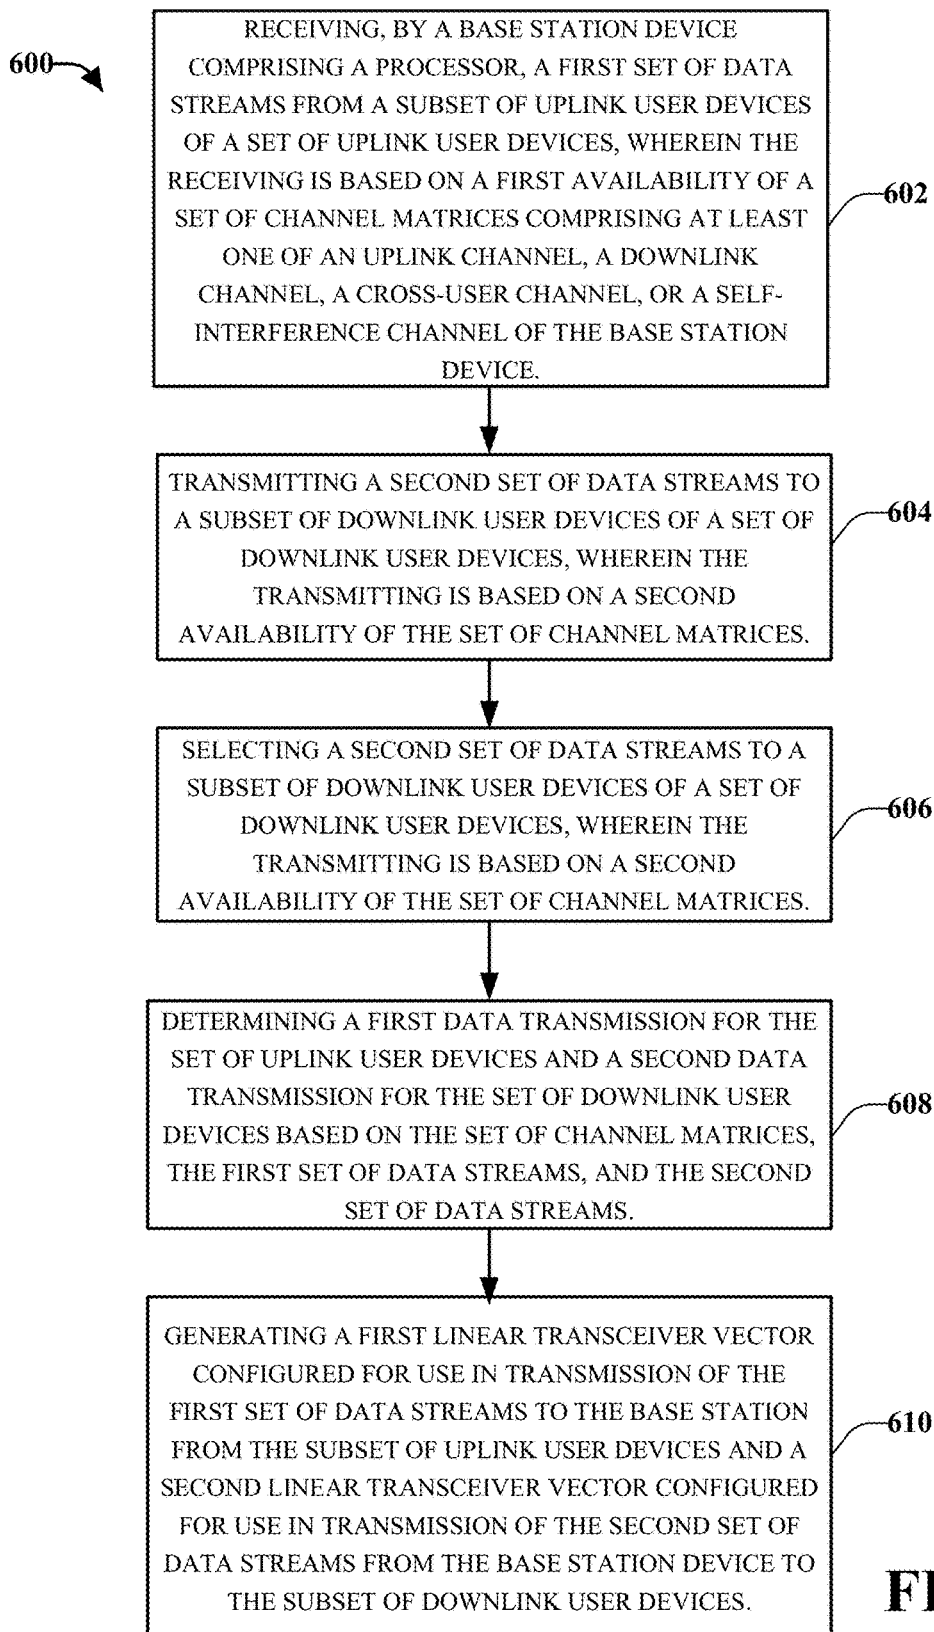 600
RECEIVING, BY A BASE STATION DEVICE
COMPRISING A PROCESSOR, A FIRST SET OF DATA
STREAMS FROM A SUBSET OF UPLINK USER DEVICES
OF A SET OF UPLINK USER DEVICES, WHEREIN THE
RECEIVING IS BASED ON A FIRST AVAILABILITY OF A
SET OF CHANNEL MATRICES COMPRISING AT LEAST
ONE OF AN UPLINK CHANNEL, A DOWNLINK
CHANNEL, A CROSS-USER CHANNEL, OR A SELF-
INTERFERENCE CHANNEL OF THE BASE STATION
DEVICE.
602
TRANSMITTING A SECOND SET OF DATA STREAMS TO
A SUBSET OF DOWNLINK USER DEVICES OF A SET OF
DOWNLINK USER DEVICES, WHEREIN THE
TRANSMITTING IS BASED ON A SECOND
AVAILABILITY OF THE SET OF CHANNEL MATRICES.
604
SELECTING A SECOND SET OF DATA STREAMS TO A
SUBSET OF DOWNLINK USER DEVICES OF A SET OF
DOWNLINK USER DEVICES, WHEREIN THE
TRANSMITTING IS BASED ON A SECOND
AVAILABILITY OF THE SET OF CHANNEL MATRICES.
606
DETERMINING A FIRST DATA TRANSMISSION FOR THE
SET OF UPLINK USER DEVICES AND A SECOND DATA
TRANSMISSION FOR THE SET OF DOWNLINK USER
DEVICES BASED ON THE SET OF CHANNEL MATRICES,
THE FIRST SET OF DATA STREAMS, AND THE SECOND
SET OF DATA STREAMS.
608
GENERATING A FIRST LINEAR TRANSCEIVER VECTOR
CONFIGURED FOR USE IN TRANSMISSION OF THE
FIRST SET OF DATA STREAMS TO THE BASE STATION
FROM THE SUBSET OF UPLINK USER DEVICES AND A
SECOND LINEAR TRANSCEIVER VECTOR CONFIGURED
FOR USE IN TRANSMISSION OF THE SECOND SET OF
DATA STREAMS FROM THE BASE STATION DEVICE TO
THE SUBSET OF DOWNLINK USER DEVICES.
610